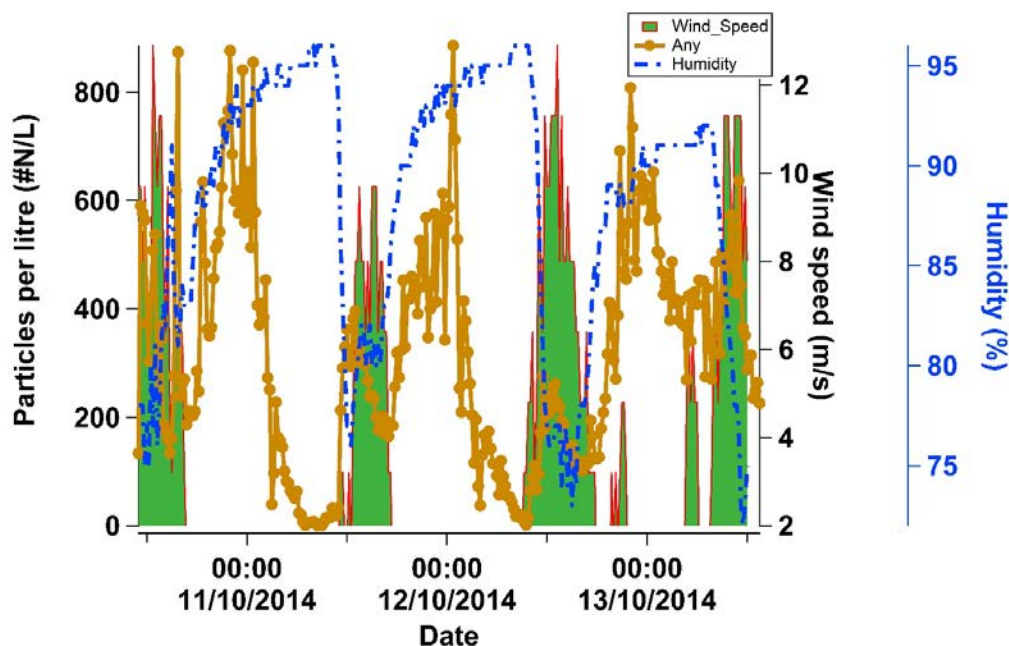 Wind_Speed
Any
Humidity
Particles per litre (#N/L)
800
600
400
200
0
12
10
8
6
4
2
Wind speeed (m/s)
95
90
85
80
75
Humidity (%)
00:00 00:00 00:00
11/10/2014 12/10/2014 13/10/2014
Date